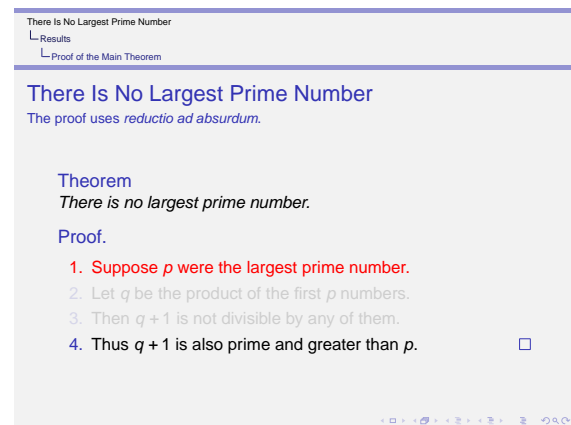 There Is No Largest Prime Number
Results
Proof of the Main Theorem
There Is No Largest Prime Number
The proof uses reductio ad absurdum.
Theorem
There is no largest prime number.
Proof.
1. Suppose p were the largest prime number.
2. Let q be the product of the first p numbers.
3. Then q + 1 is not divisible by any of them.
4. Thus q + 1 is also prime and greater than p. □